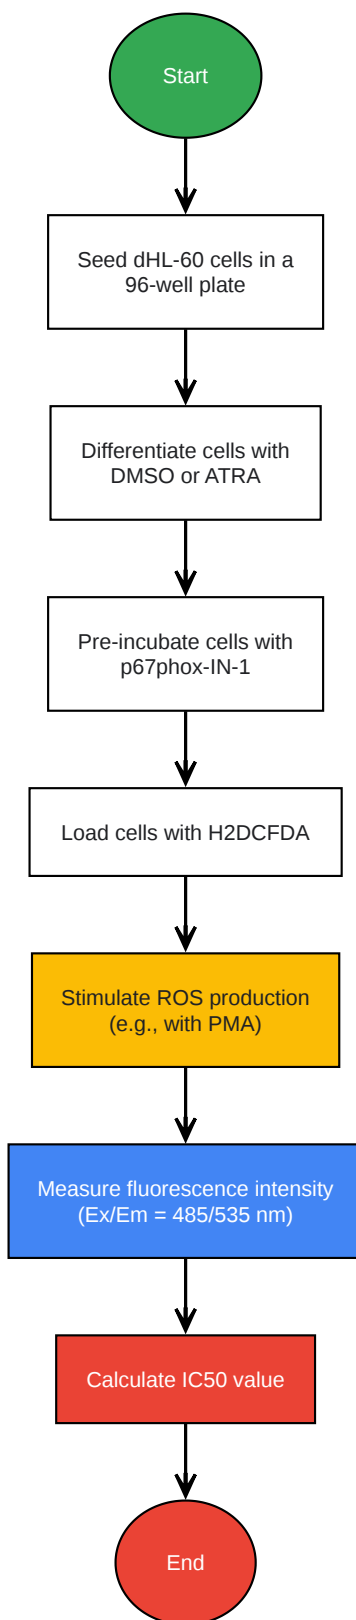 Start
Seed dHL-60 cells in a
96-well plate
Differentiate cells with
DMSO or ATRA
Pre-incubate cells with
p67phox-IN-1
Load cells with H2DCFDA
Stimulate ROS production
(e.g., with PMA)
Measure fluorescence intensity
(Ex/Em = 485/535 nm)
Calculate IC50 value
End